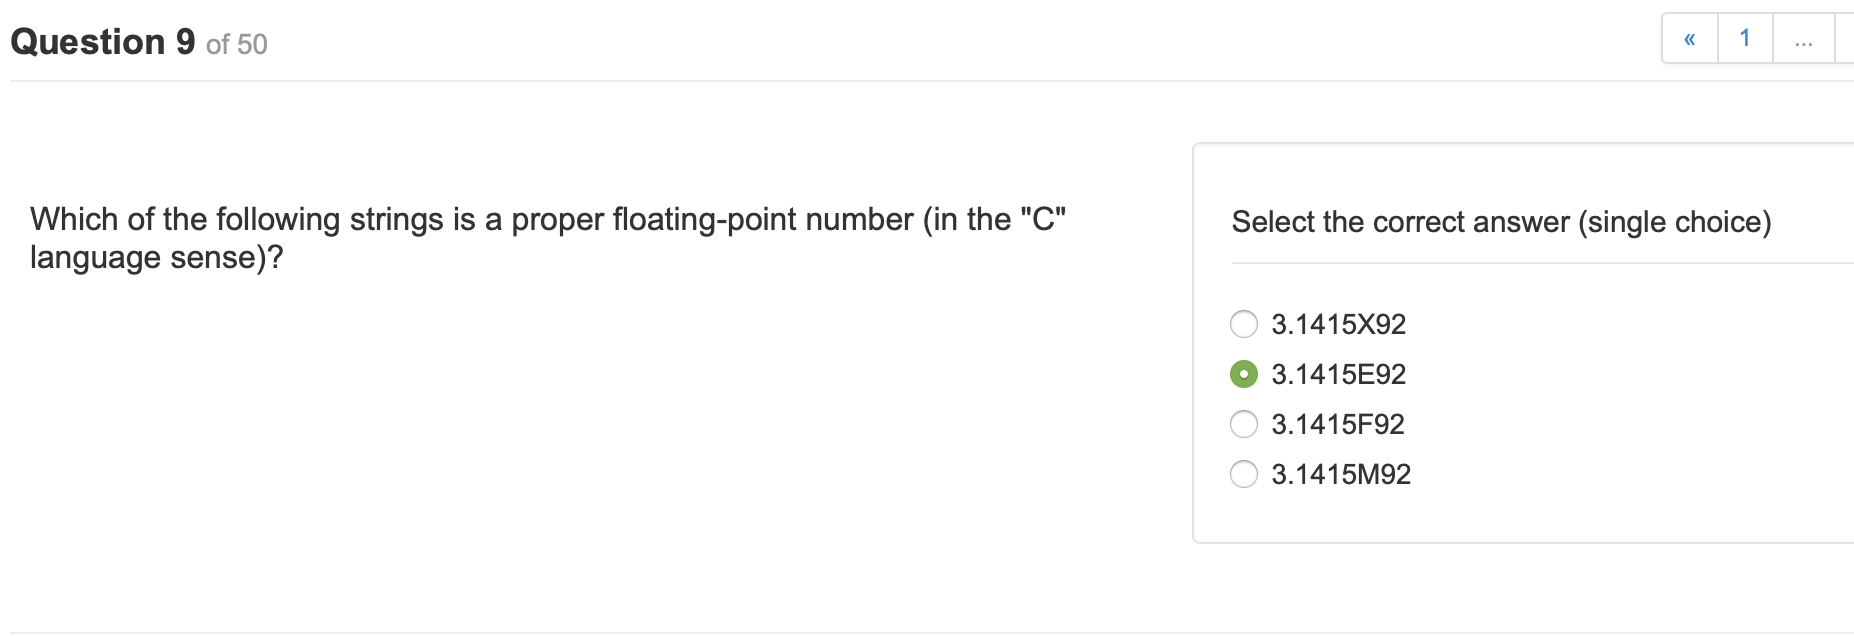 Question 9 of 50
« 1 ...
Which of the following strings is a proper floating-point number (in the "C"
language sense)?
Select the correct answer (single choice)
3.1415X92
3.1415E92
3.1415F92
3.1415M92